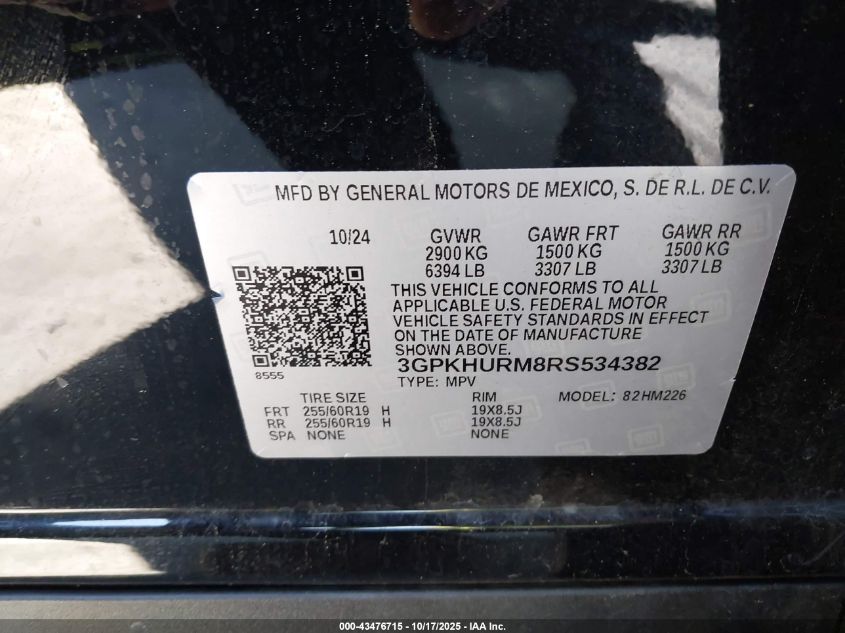 MFD BY GENERAL MOTORS DE MEXICO, S. DE R.L. DE C.V.
10/24 GVWR GAWR FRT GAWR RR
2900 KG 1500 KG 1500 KG
6394 LB 3307 LB 3307 LB
THIS VEHICLE CONFORMS TO ALL
APPLICABLE U.S. FEDERAL MOTOR
VEHICLE SAFETY STANDARDS IN EFFECT
ON THE DATE OF MANUFACTURE
SHOWN ABOVE.
8555 3GPKHURM8RS534382
TYPE: MPV
TIRE SIZE RIM MODEL: 82HM226
FRT 255/60R19 H 19X8.5J
RR 255/60R19 H 19X8.5J
SPA NONE NONE
000-43476715 - 10/17/2025 - IAA Inc.